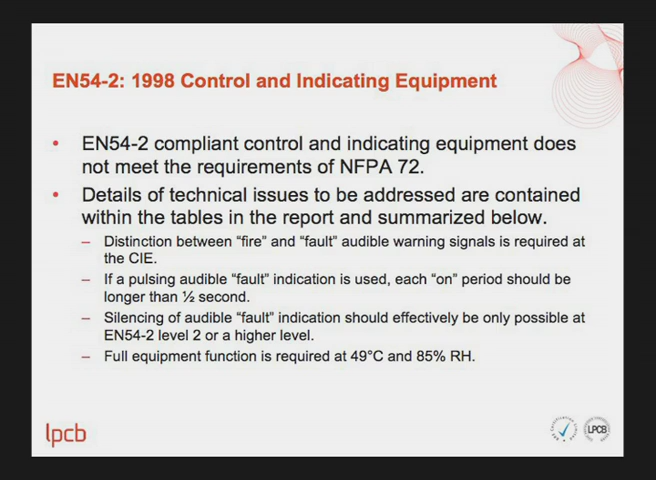 EN54-2: 1998 Control and Indicating Equipment
• EN54-2 compliant control and indicating equipment does
not meet the requirements of NFPA 72.
• Details of technical issues to be addressed are contained
within the tables in the report and summarized below.
– Distinction between "fire" and "fault" audible warning signals is required at
the CIE.
– If a pulsing audible "fault" indication is used, each "on" period should be
longer than ½ second.
– Silencing of audible "fault" indication should effectively be only possible at
EN54-2 level 2 or a higher level.
– Full equipment function is required at 49°C and 85% RH.
lpcb
LPCB